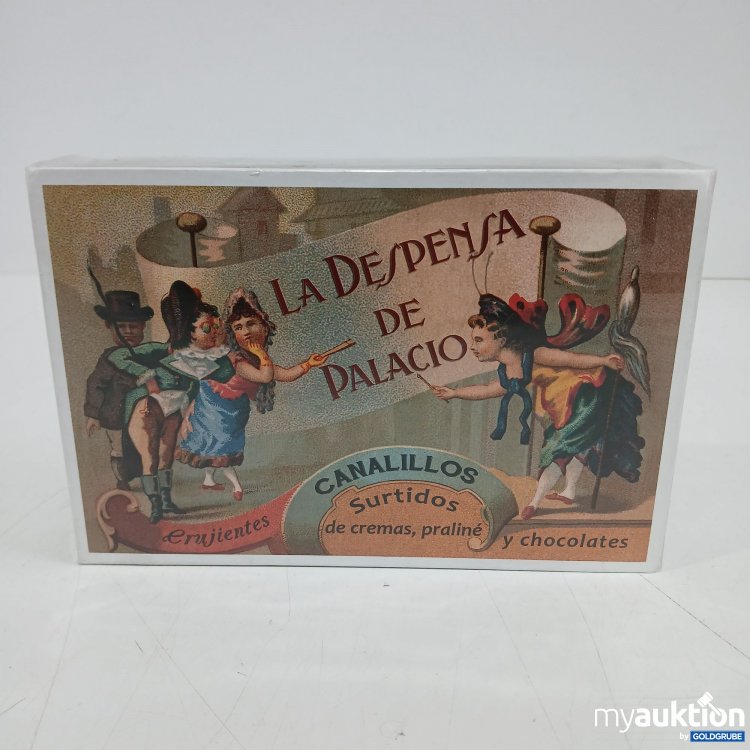 LA DESPENSA
DE
PALACIO
CANALILLOS
Crujientes
Surtidos
de cremas, praliné
y chocolates
myauktion
by GOLDGRUBE